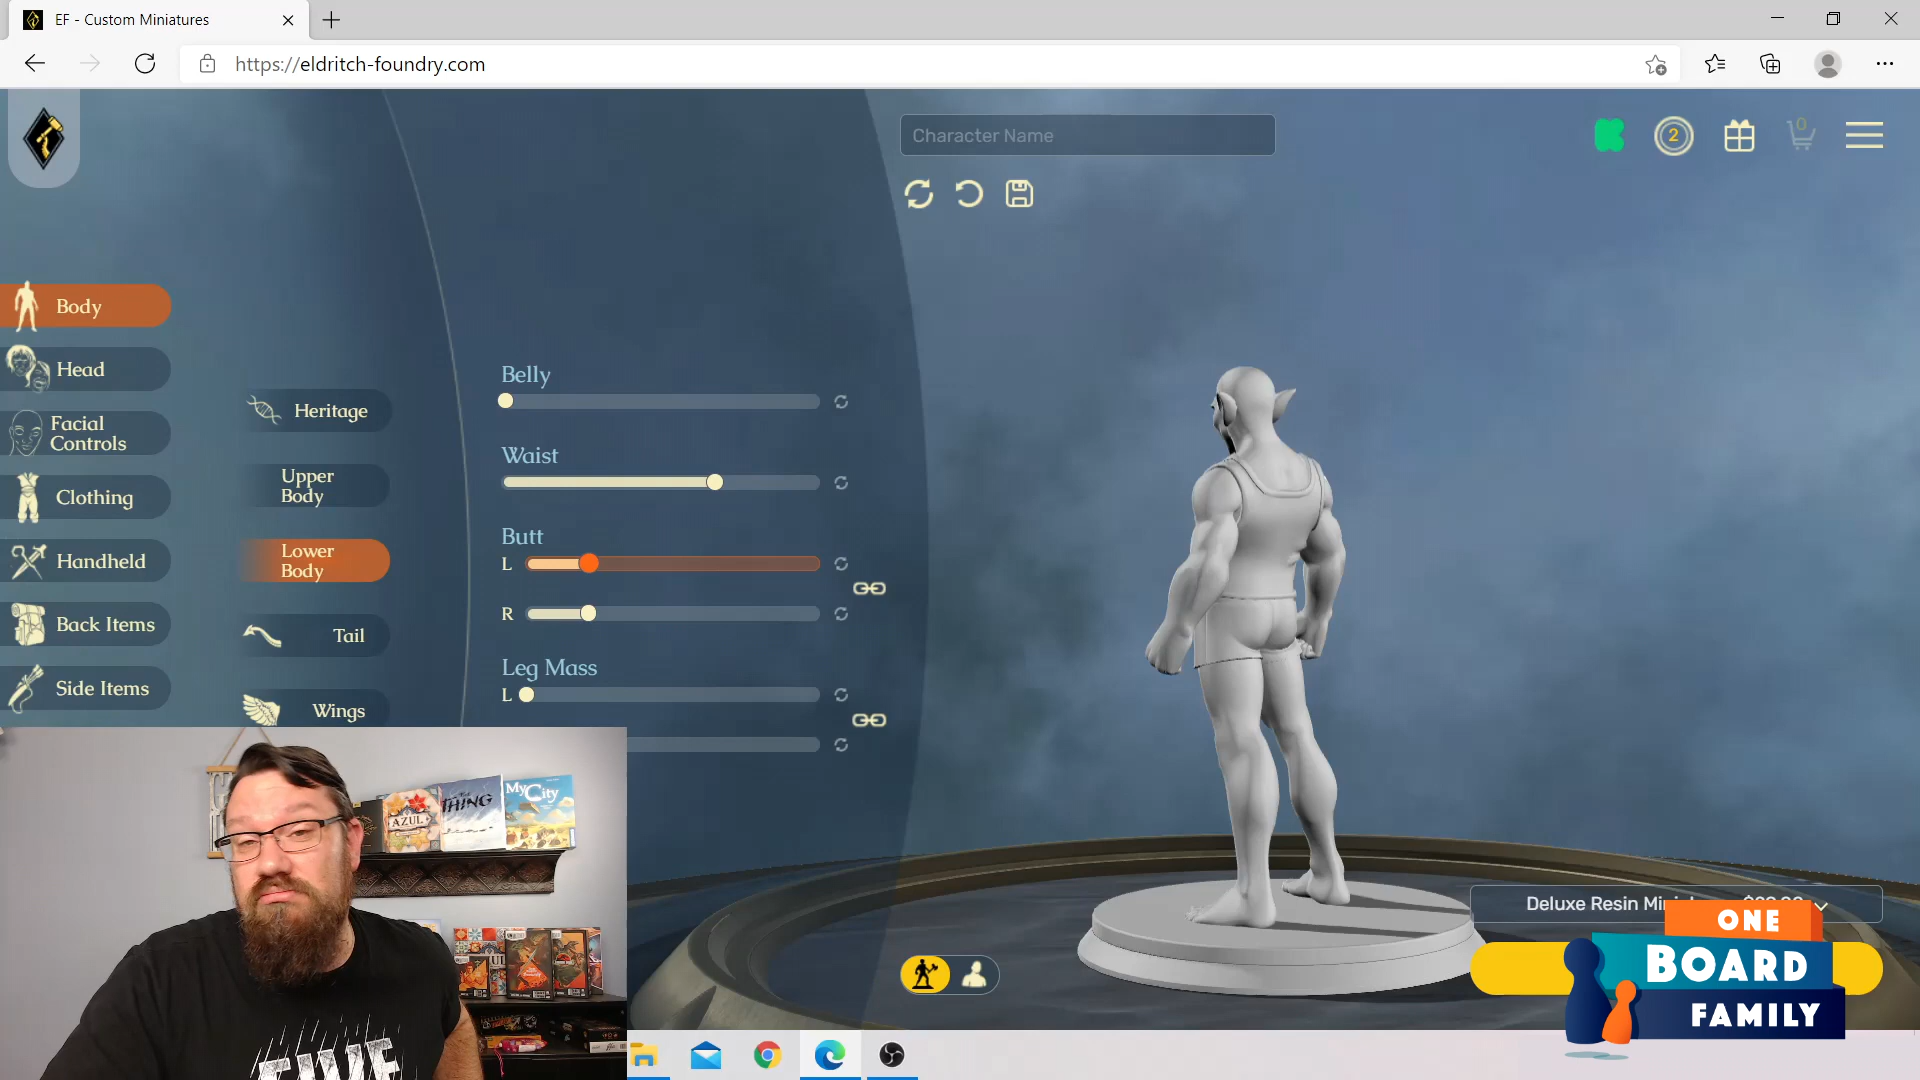 EF - Custom Miniatures
https://eldritch-foundry.com
Character Name
2
0
Body
Head
Facial
Controls
Clothing
Handheld
Back Items
Side Items
Heritage
Upper
Body
Lower
Body
Tail
Wings
Belly
Waist
Butt
L
R
Leg Mass
L
Deluxe Resin
ONE
BOARD
FAMILY
AZUL
THING
My City